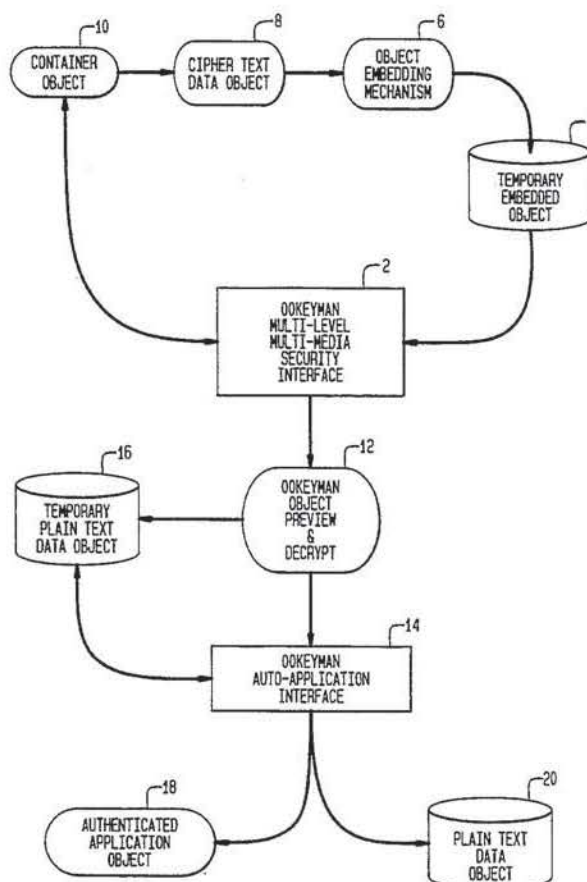 10
8
6
CONTAINER
OBJECT
CIPHER TEXT
DATA OBJECT
OBJECT
EMBEDDING
MECHANISM
TEMPORARY
EMBEDDED
OBJECT
2
OOKEYMAN
MULTI-LEVEL
MULTI-MEDIA
SECURITY
INTERFACE
16
12
TEMPORARY
PLAIN TEXT
DATA OBJECT
OOKEYMAN
OBJECT
PREVIEW
&
DECRYPT
14
OOKEYMAN
AUTO-APPLICATION
INTERFACE
18
20
AUTHENTICATED
APPLICATION
OBJECT
PLAIN TEXT
DATA
OBJECT